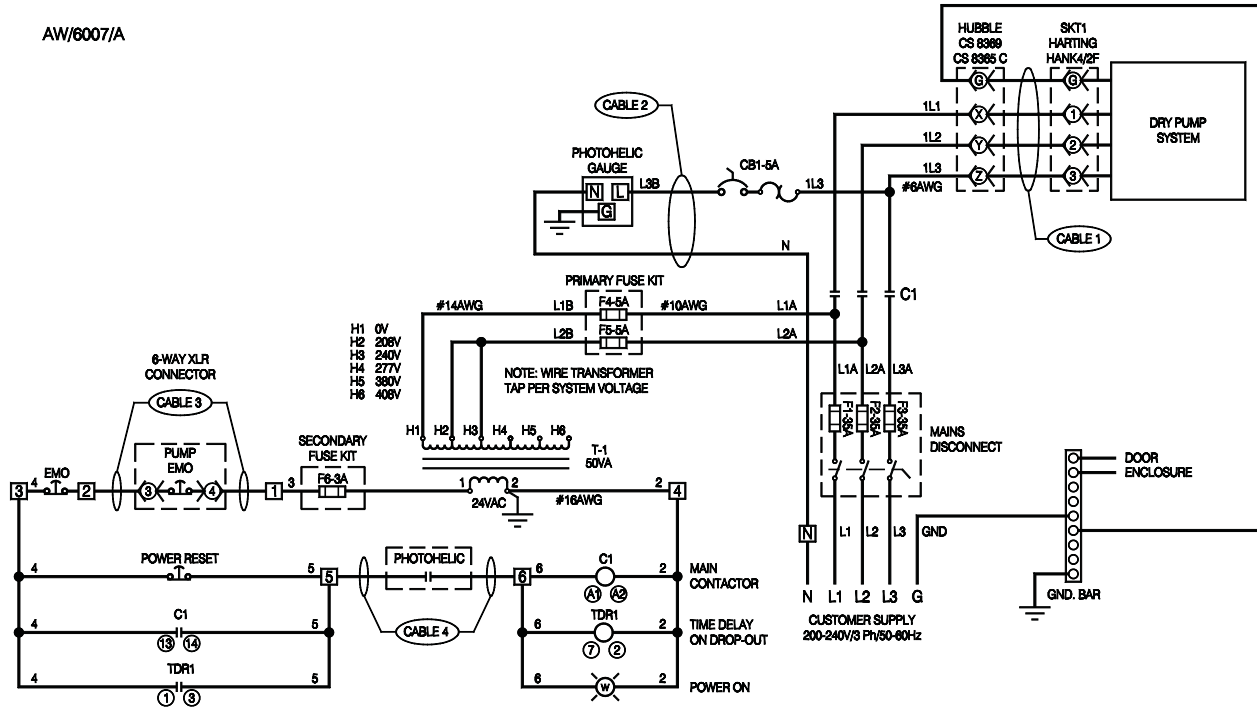 AW/6007/A
HUBBLE
CS 8369
CS 8365 C
SKT1
HARTING
HANK4/2F
G
G
X
1
Y
2
Z
3
1L1
1L2
1L3
#6AWG
DRY PUMP
SYSTEM
CABLE 1
CABLE 2
PHOTOHELIC
GAUGE
N
L
G
L3B
CB1-5A
1L3
N
C1
PRIMARY FUSE KIT
#14AWG
L1B
F4-5A
#10AWG
L1A
L2B
F5-5A
L2A
H1 0V
H2 208V
H3 240V
H4 277V
H5 380V
H6 408V
NOTE: WIRE TRANSFORMER
TAP PER SYSTEM VOLTAGE
L1A
L2A
L3A
F1-35A
F2-35A
F3-35A
MAINS
DISCONNECT
6-WAY XLR
CONNECTOR
CABLE 3
H1
H2
H3
H4
H5
H6
T-1
50VA
SECONDARY
FUSE KIT
PUMP
EMO
3
4
EMO
2
3
4
1
3
F6-3A
1
24VAC
2
#16AWG
2
4
DOOR
ENCLOSURE
N
L1
L2
L3
GND
GND. BAR
N
L1
L2
L3
G
CUSTOMER SUPPLY
200-240V/3 Ph/50-60Hz
4
POWER RESET
5
5
PHOTOHELIC
6
6
C1
A1
A2
2
MAIN
CONTACTOR
4
C1
13
14
5
CABLE 4
6
TDR1
7
2
2
TIME DELAY
ON DROP-OUT
4
TDR1
1
3
5
6
W
2
POWER ON